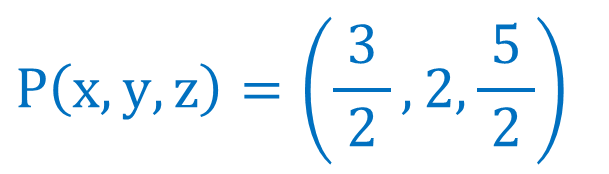 P(x, y, z) = (3/2, 2, 5/2)